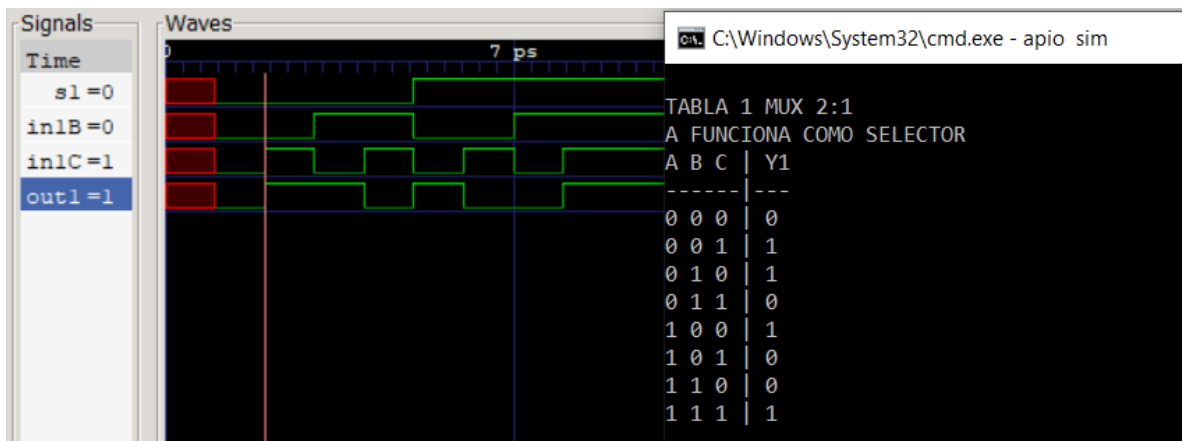 Signals
Time
s1 =0
in1B =0
in1C =1
out1 =1
Waves
0
7 ps
C:\Windows\System32\cmd.exe - apio sim
TABLA 1 MUX 2:1
A FUNCIONA COMO SELECTOR
A B C | Y1
------|---
0 0 0 | 0
0 0 1 | 1
0 1 0 | 1
0 1 1 | 0
1 0 0 | 1
1 0 1 | 0
1 1 0 | 0
1 1 1 | 1